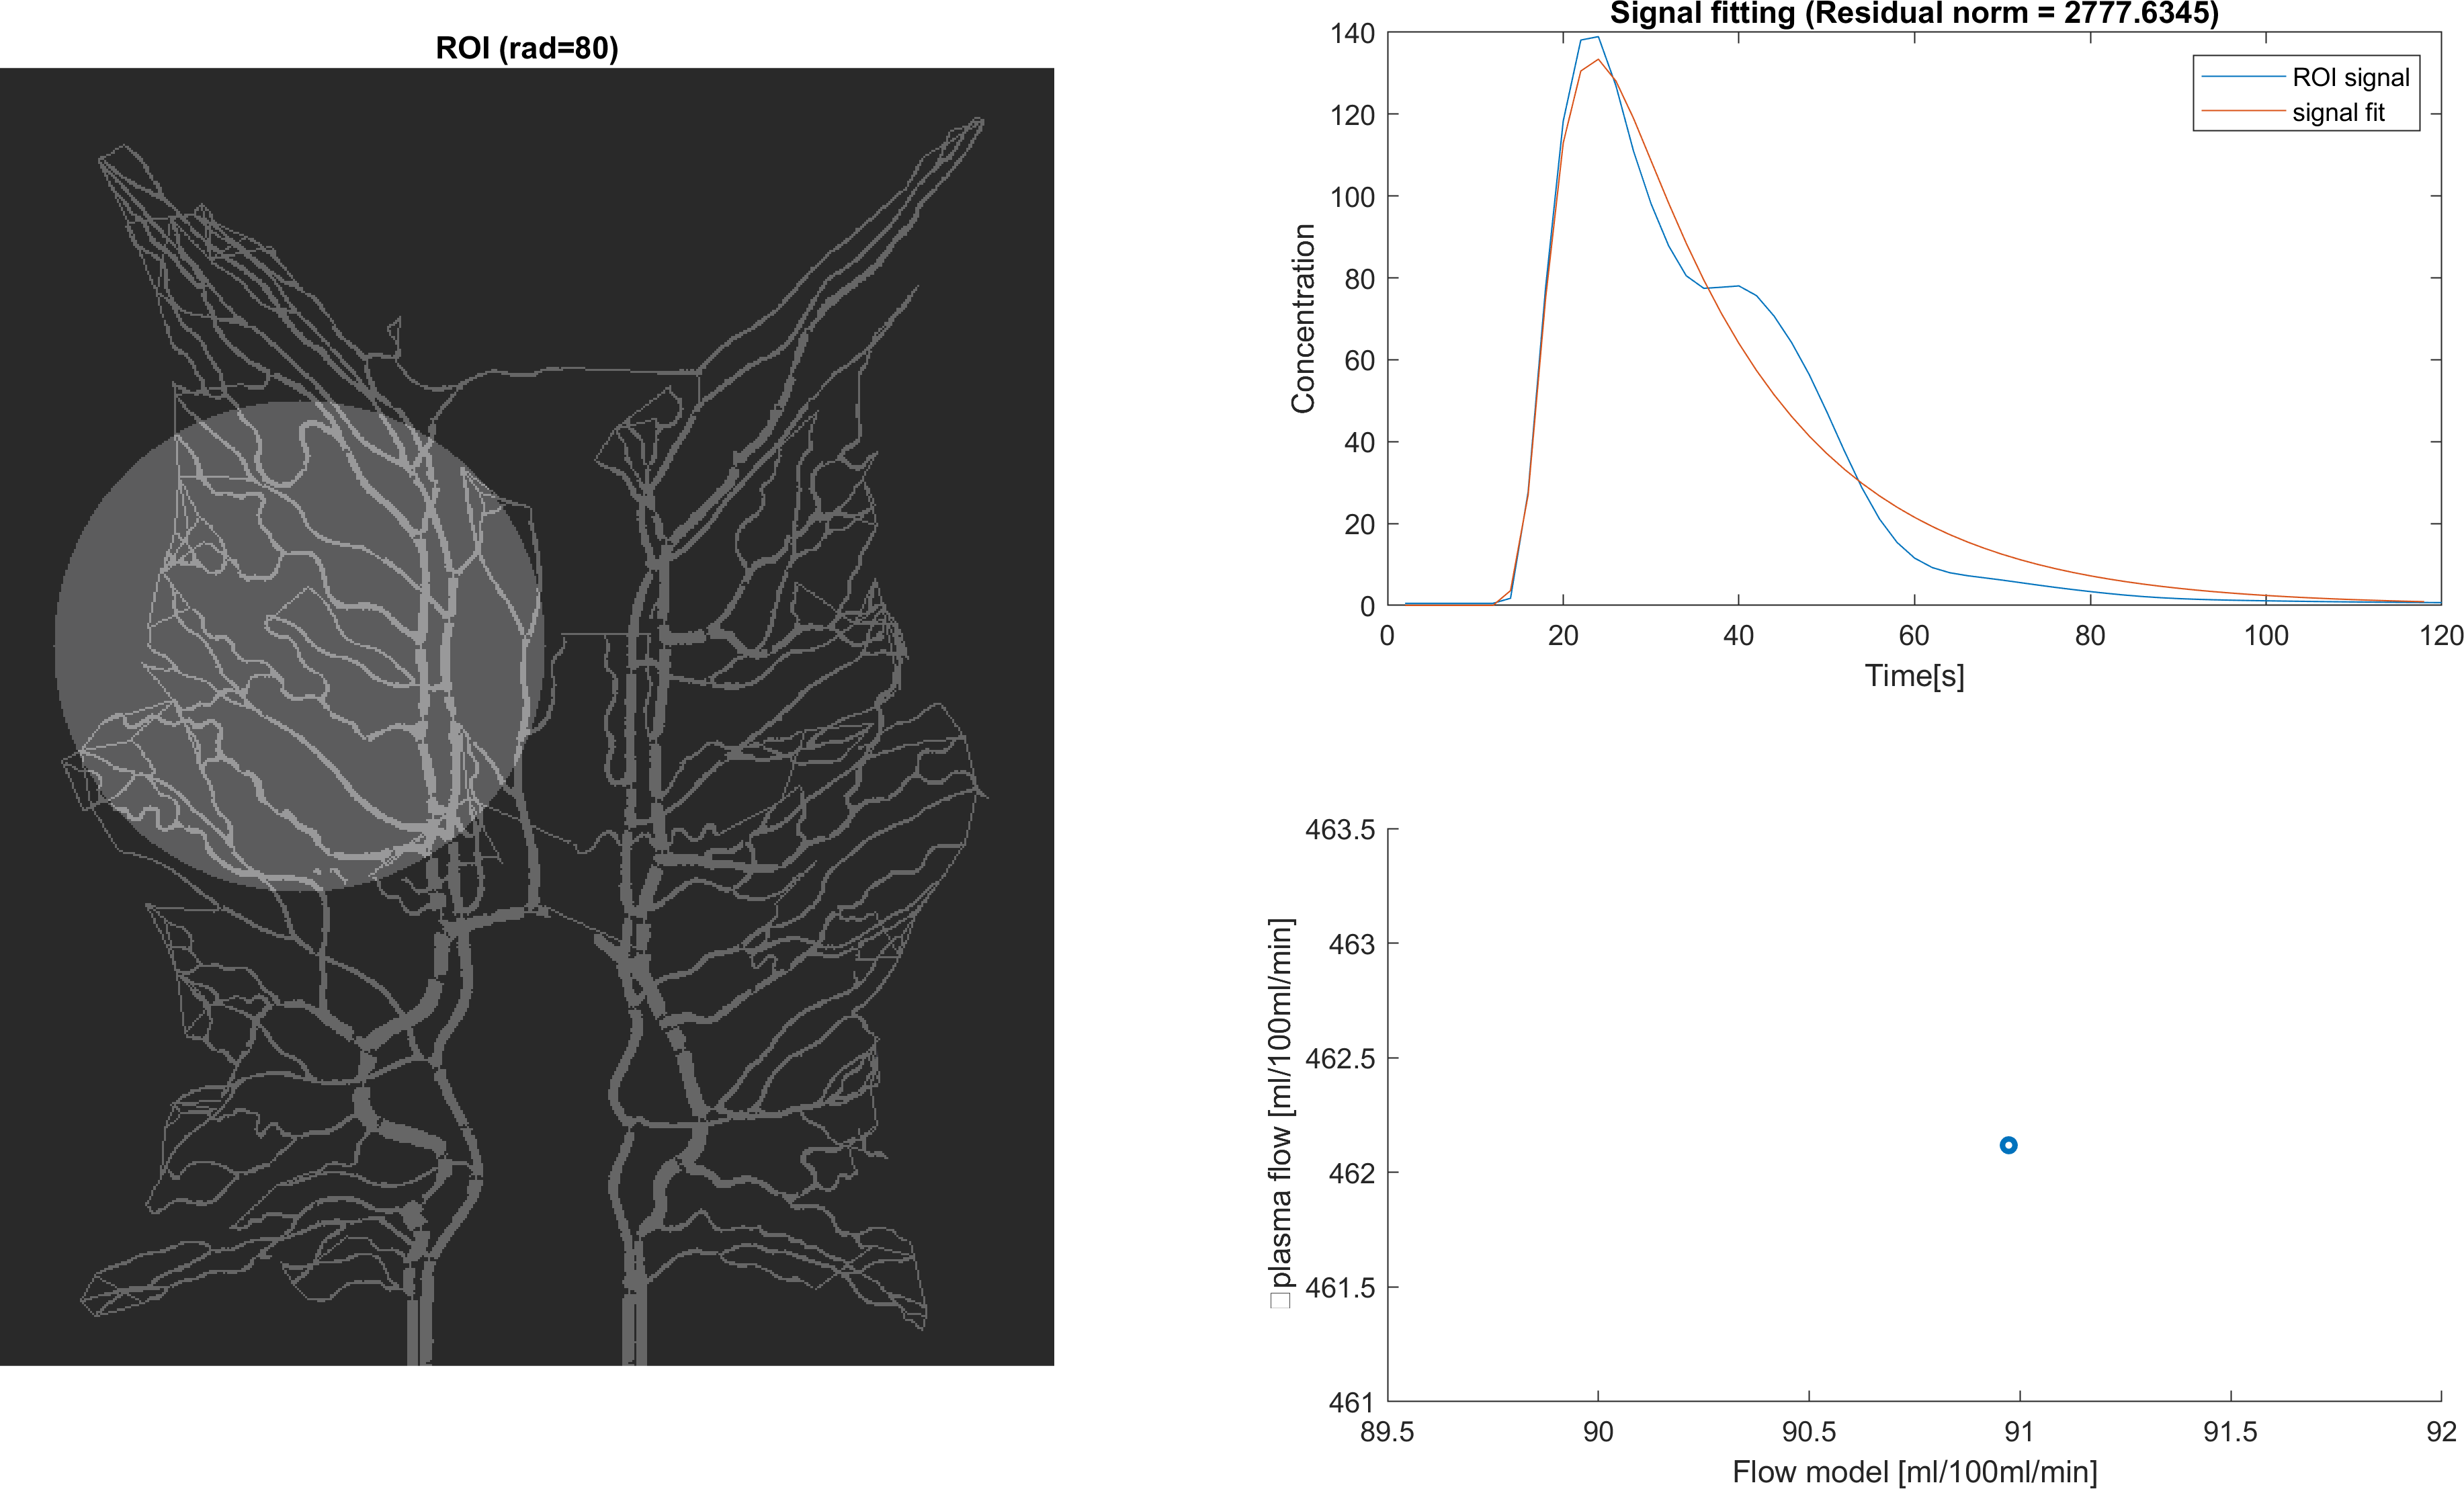 ROI (rad=80)
Signal fitting (Residual norm = 2777.6345)
140
120
100
80
60
40
20
0
Concentration
ROI signal
signal fit
0 20 40 60 80 100 120
Time[s]
463.5
463
462.5
462
461.5
461
□ plasma flow [ml/100ml/min]
89.5 90 90.5 91 91.5 92
Flow model [ml/100ml/min]